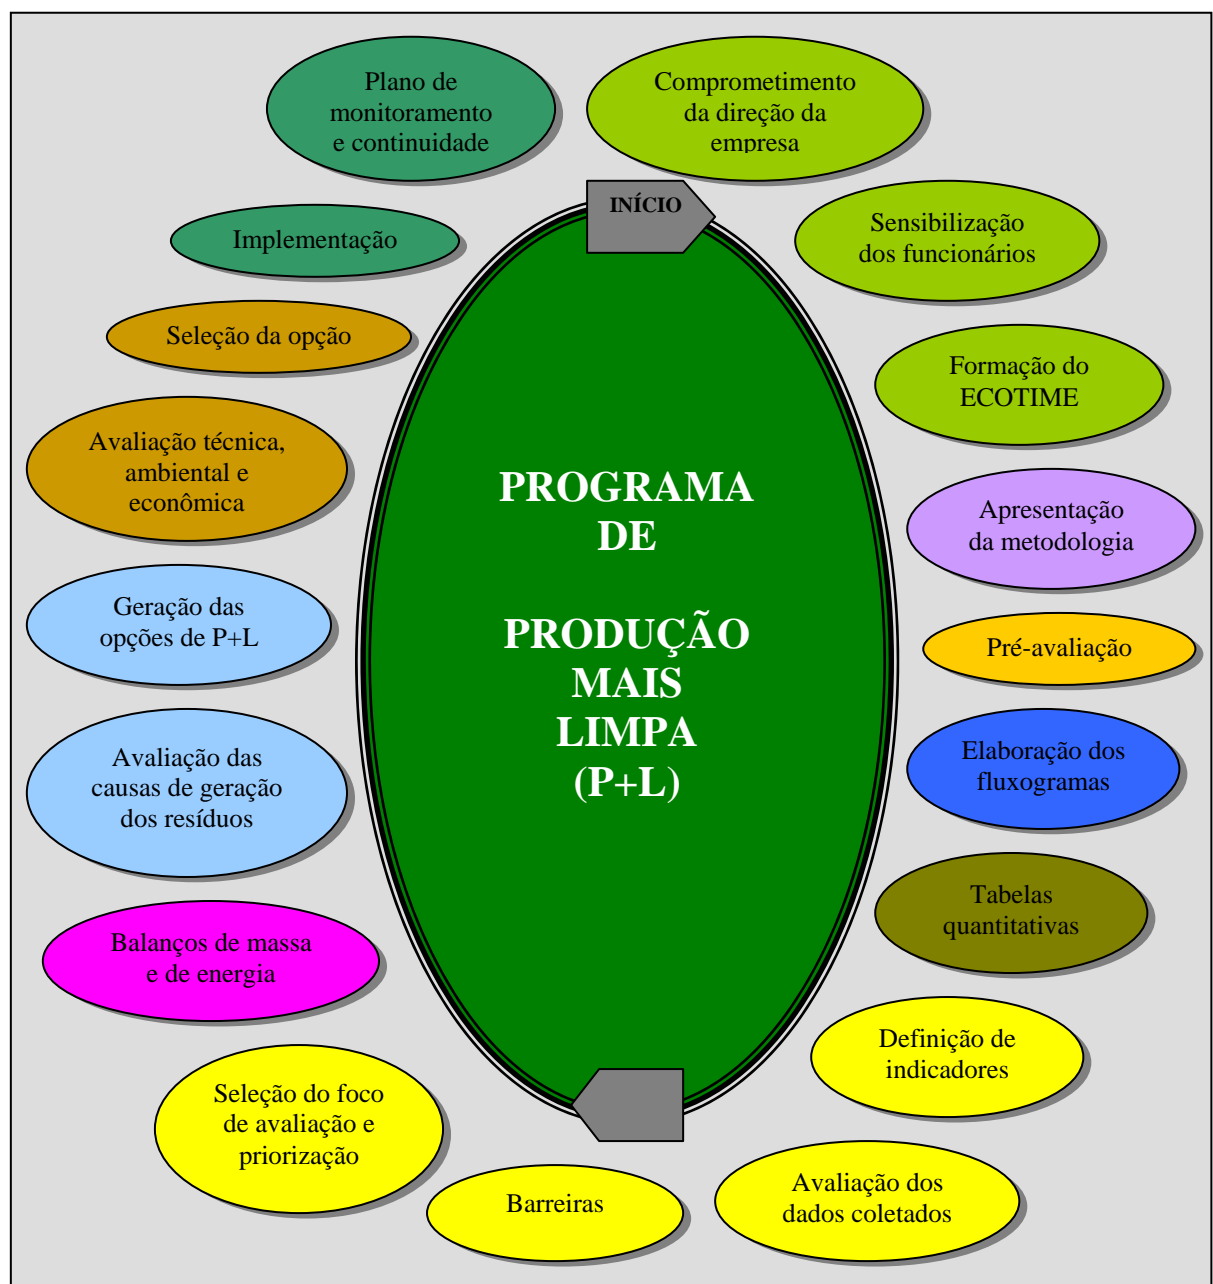 Plano de
monitoramento
e continuidade
Comprometimento
da direção da
empresa
INÍCIO
Sensibilização
dos funcionários
Implementação
Seleção da opção
Formação do
ECOTIME
Avaliação técnica,
ambiental e
econômica
Apresentação
da metodologia
PROGRAMA
DE
PRODUÇÃO
MAIS
LIMPA
(P+L)
Geração das
opções de P+L
Pré-avaliação
Avaliação das
causas de geração
dos resíduos
Elaboração dos
fluxogramas
Tabelas
quantitativas
Balanços de massa
e de energia
Definição de
indicadores
Seleção do foco
de avaliação e
priorização
Barreiras
Avaliação dos
dados coletados